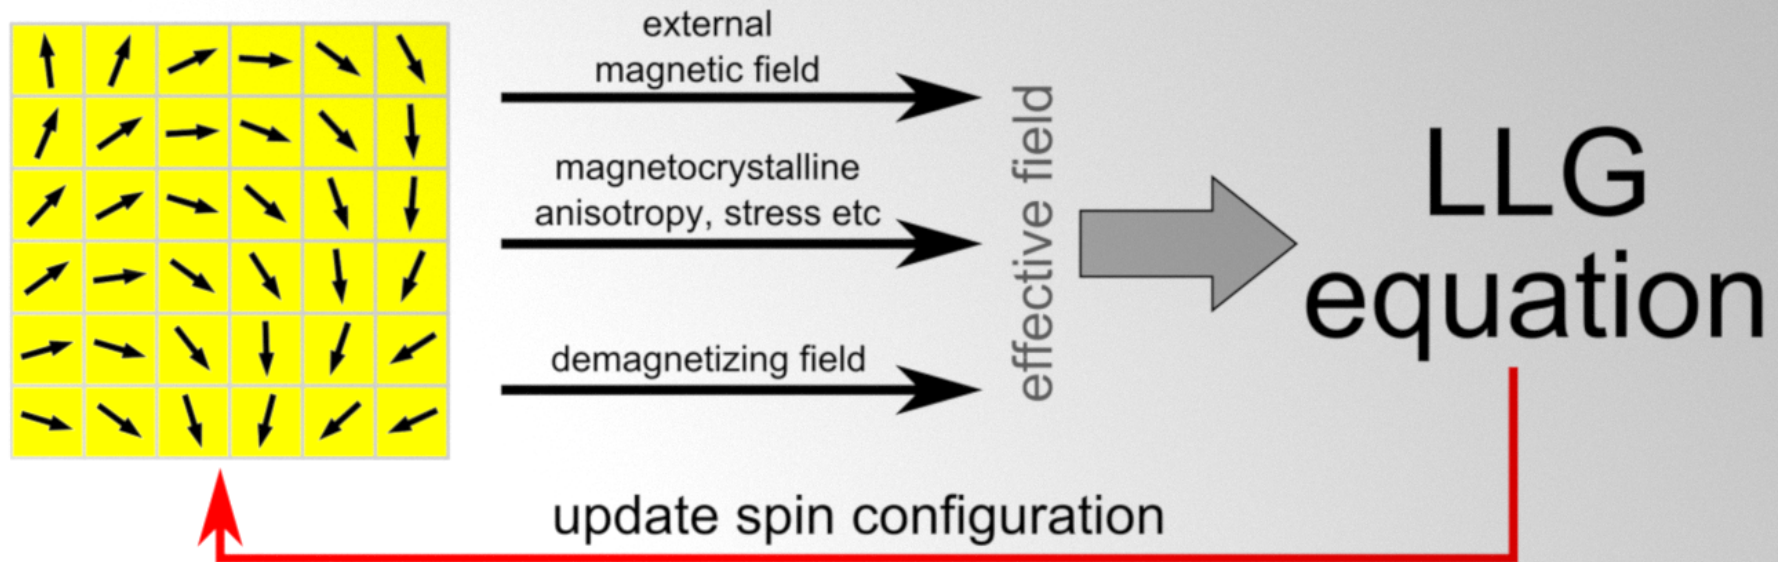 external
magnetic field
magnetocrystalline
anisotropy, stress etc
demagnetizing field
effective field
LLG
equation
update spin configuration